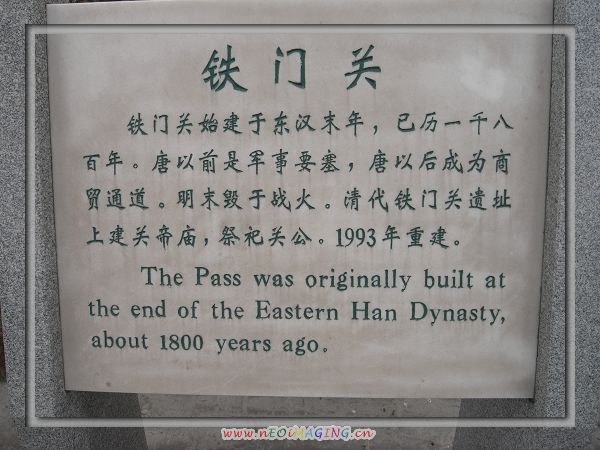 铁门关
铁门关始建于东汉末年，已历一千八
百年。唐以前是军事要塞，唐以后成为商
贸通道。明末毁于战火。清代铁门关遗址
上建关帝庙，祭祀关公。1993年重建。
The Pass was originally built at
the end of the Eastern Han Dynasty,
about 1800 years ago.
www.nEOiMAGING.cn